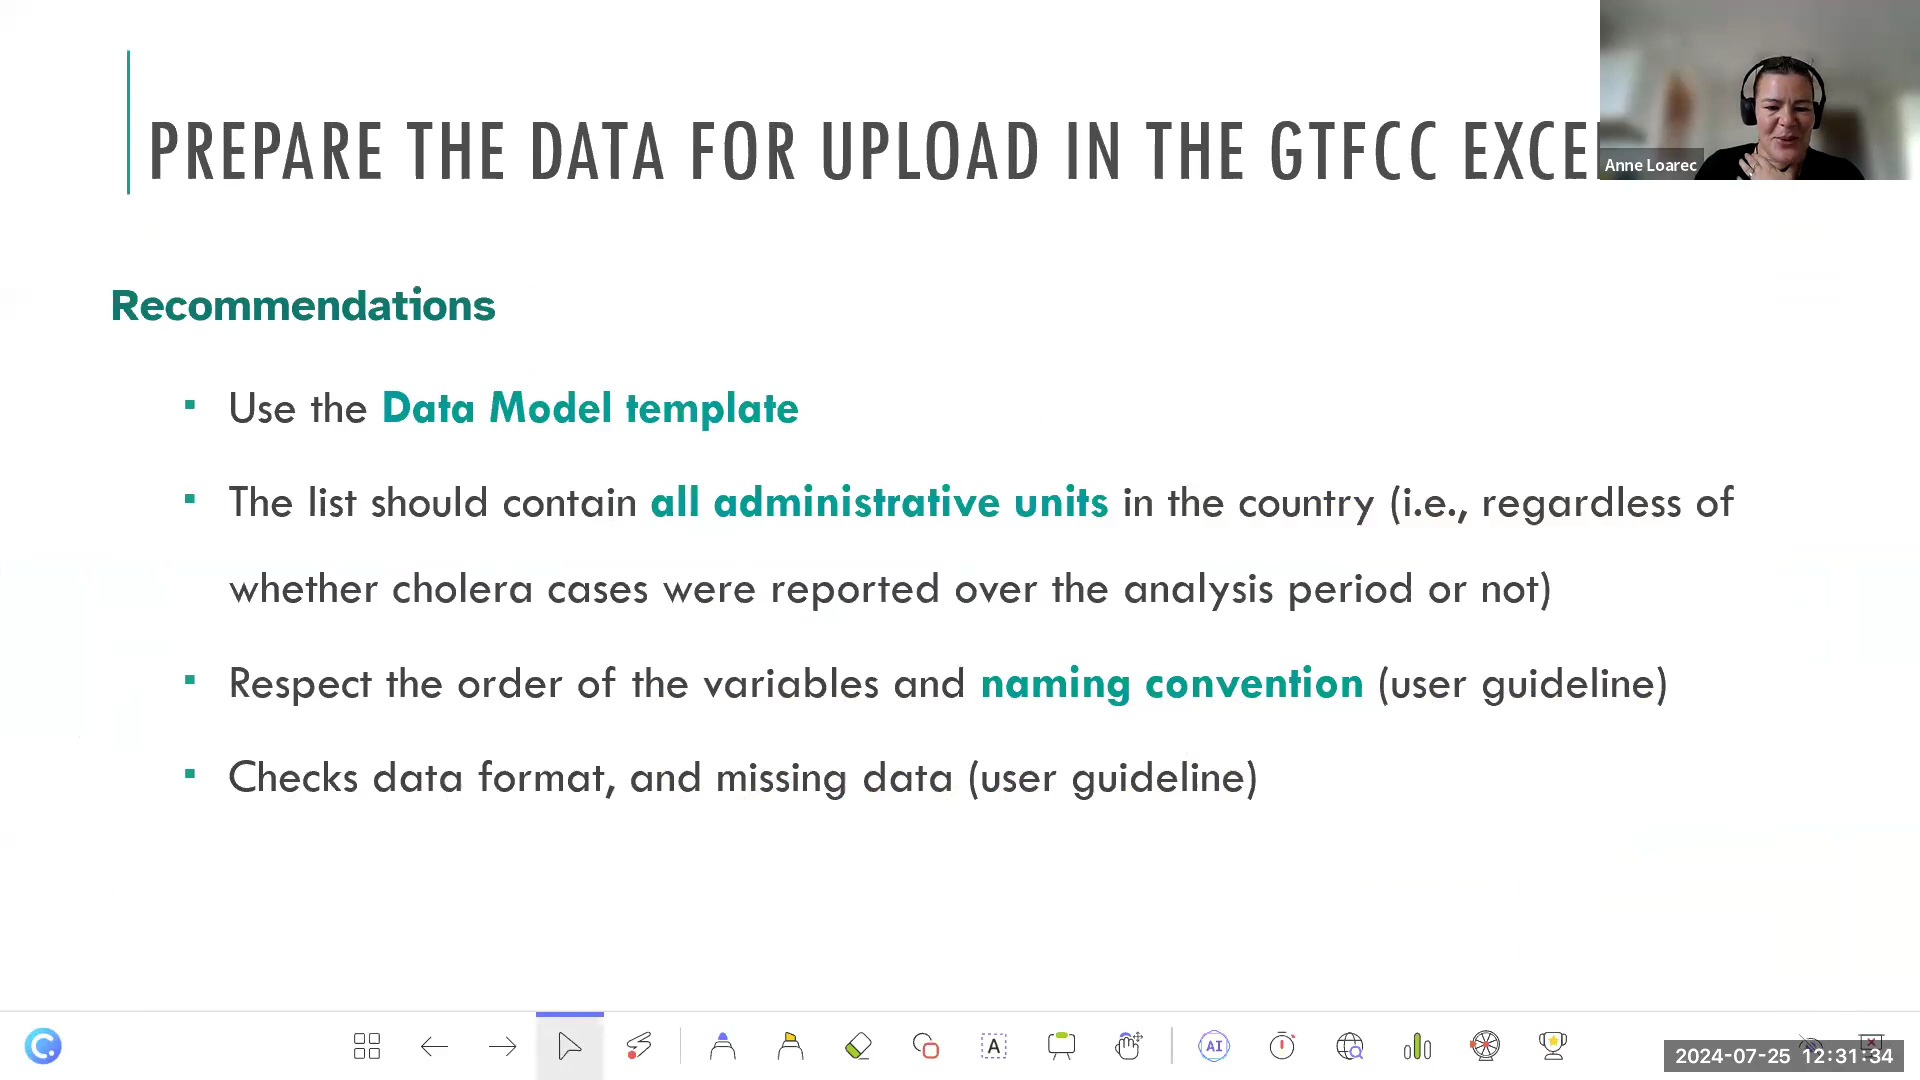 PREPARE THE DATA FOR UPLOAD IN THE GTFCC EXCEL
Anne Loarec
Recommendations
▪ Use the Data Model template
▪ The list should contain all administrative units in the country (i.e., regardless of
whether cholera cases were reported over the analysis period or not)
▪ Respect the order of the variables and naming convention (user guideline)
▪ Checks data format, and missing data (user guideline)
A
AI
2024-07-25 12:31:34